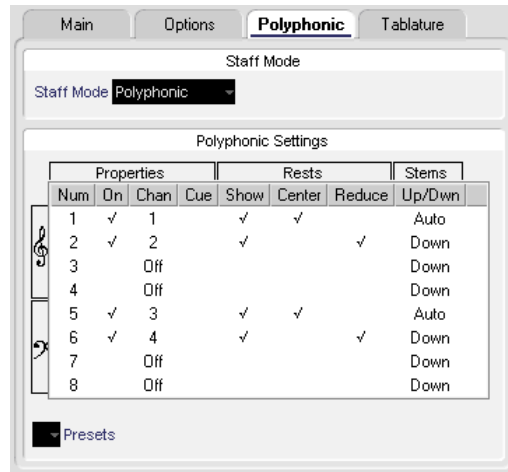 Main Options Polyphonic Tablature
Staff Mode
Staff Mode Polyphonic
Polyphonic Settings
Properties Rests Stems
Num On Chan Cue Show Center Reduce Up/Dwn
1 √ 1 √ √ Auto
2 √ 2 √ √ Down
3 Off Down
4 Off Down
5 √ 3 √ √ Auto
6 √ 4 √ √ Down
7 Off Down
8 Off Down
Presets